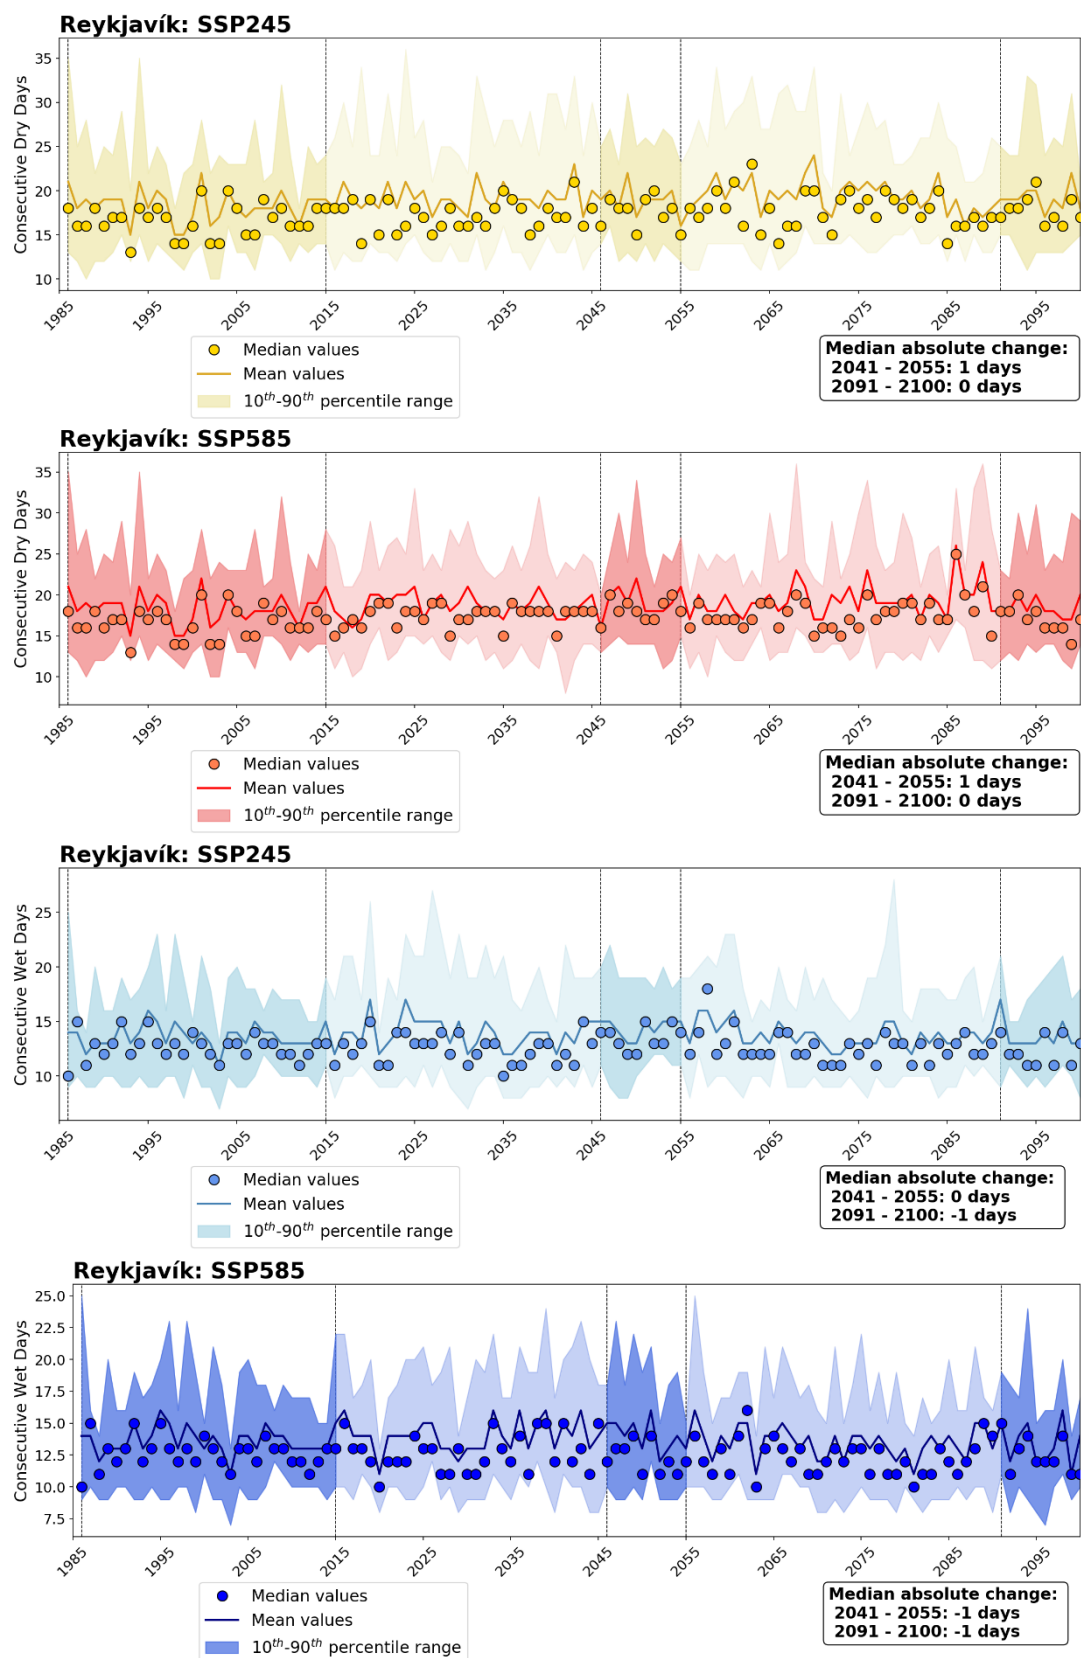 Reykjavík: SSP245
Consecutive Dry Days
35
30
25
20
15
10
1985 1995 2005 2015 2025 2035 2045 2055 2065 2075 2085 2095
Median values
Mean values
10th-90th percentile range
Median absolute change:
2041 - 2055: 1 days
2091 - 2100: 0 days
Reykjavík: SSP585
Consecutive Dry Days
35
30
25
20
15
10
1985 1995 2005 2015 2025 2035 2045 2055 2065 2075 2085 2095
Median values
Mean values
10th-90th percentile range
Median absolute change:
2041 - 2055: 1 days
2091 - 2100: 0 days
Reykjavík: SSP245
Consecutive Wet Days
25
20
15
10
1985 1995 2005 2015 2025 2035 2045 2055 2065 2075 2085 2095
Median values
Mean values
10th-90th percentile range
Median absolute change:
2041 - 2055: 0 days
2091 - 2100: -1 days
Reykjavík: SSP585
Consecutive Wet Days
25.0
22.5
20.0
17.5
15.0
12.5
10.0
7.5
1985 1995 2005 2015 2025 2035 2045 2055 2065 2075 2085 2095
Median values
Mean values
10th-90th percentile range
Median absolute change:
2041 - 2055: -1 days
2091 - 2100: -1 days